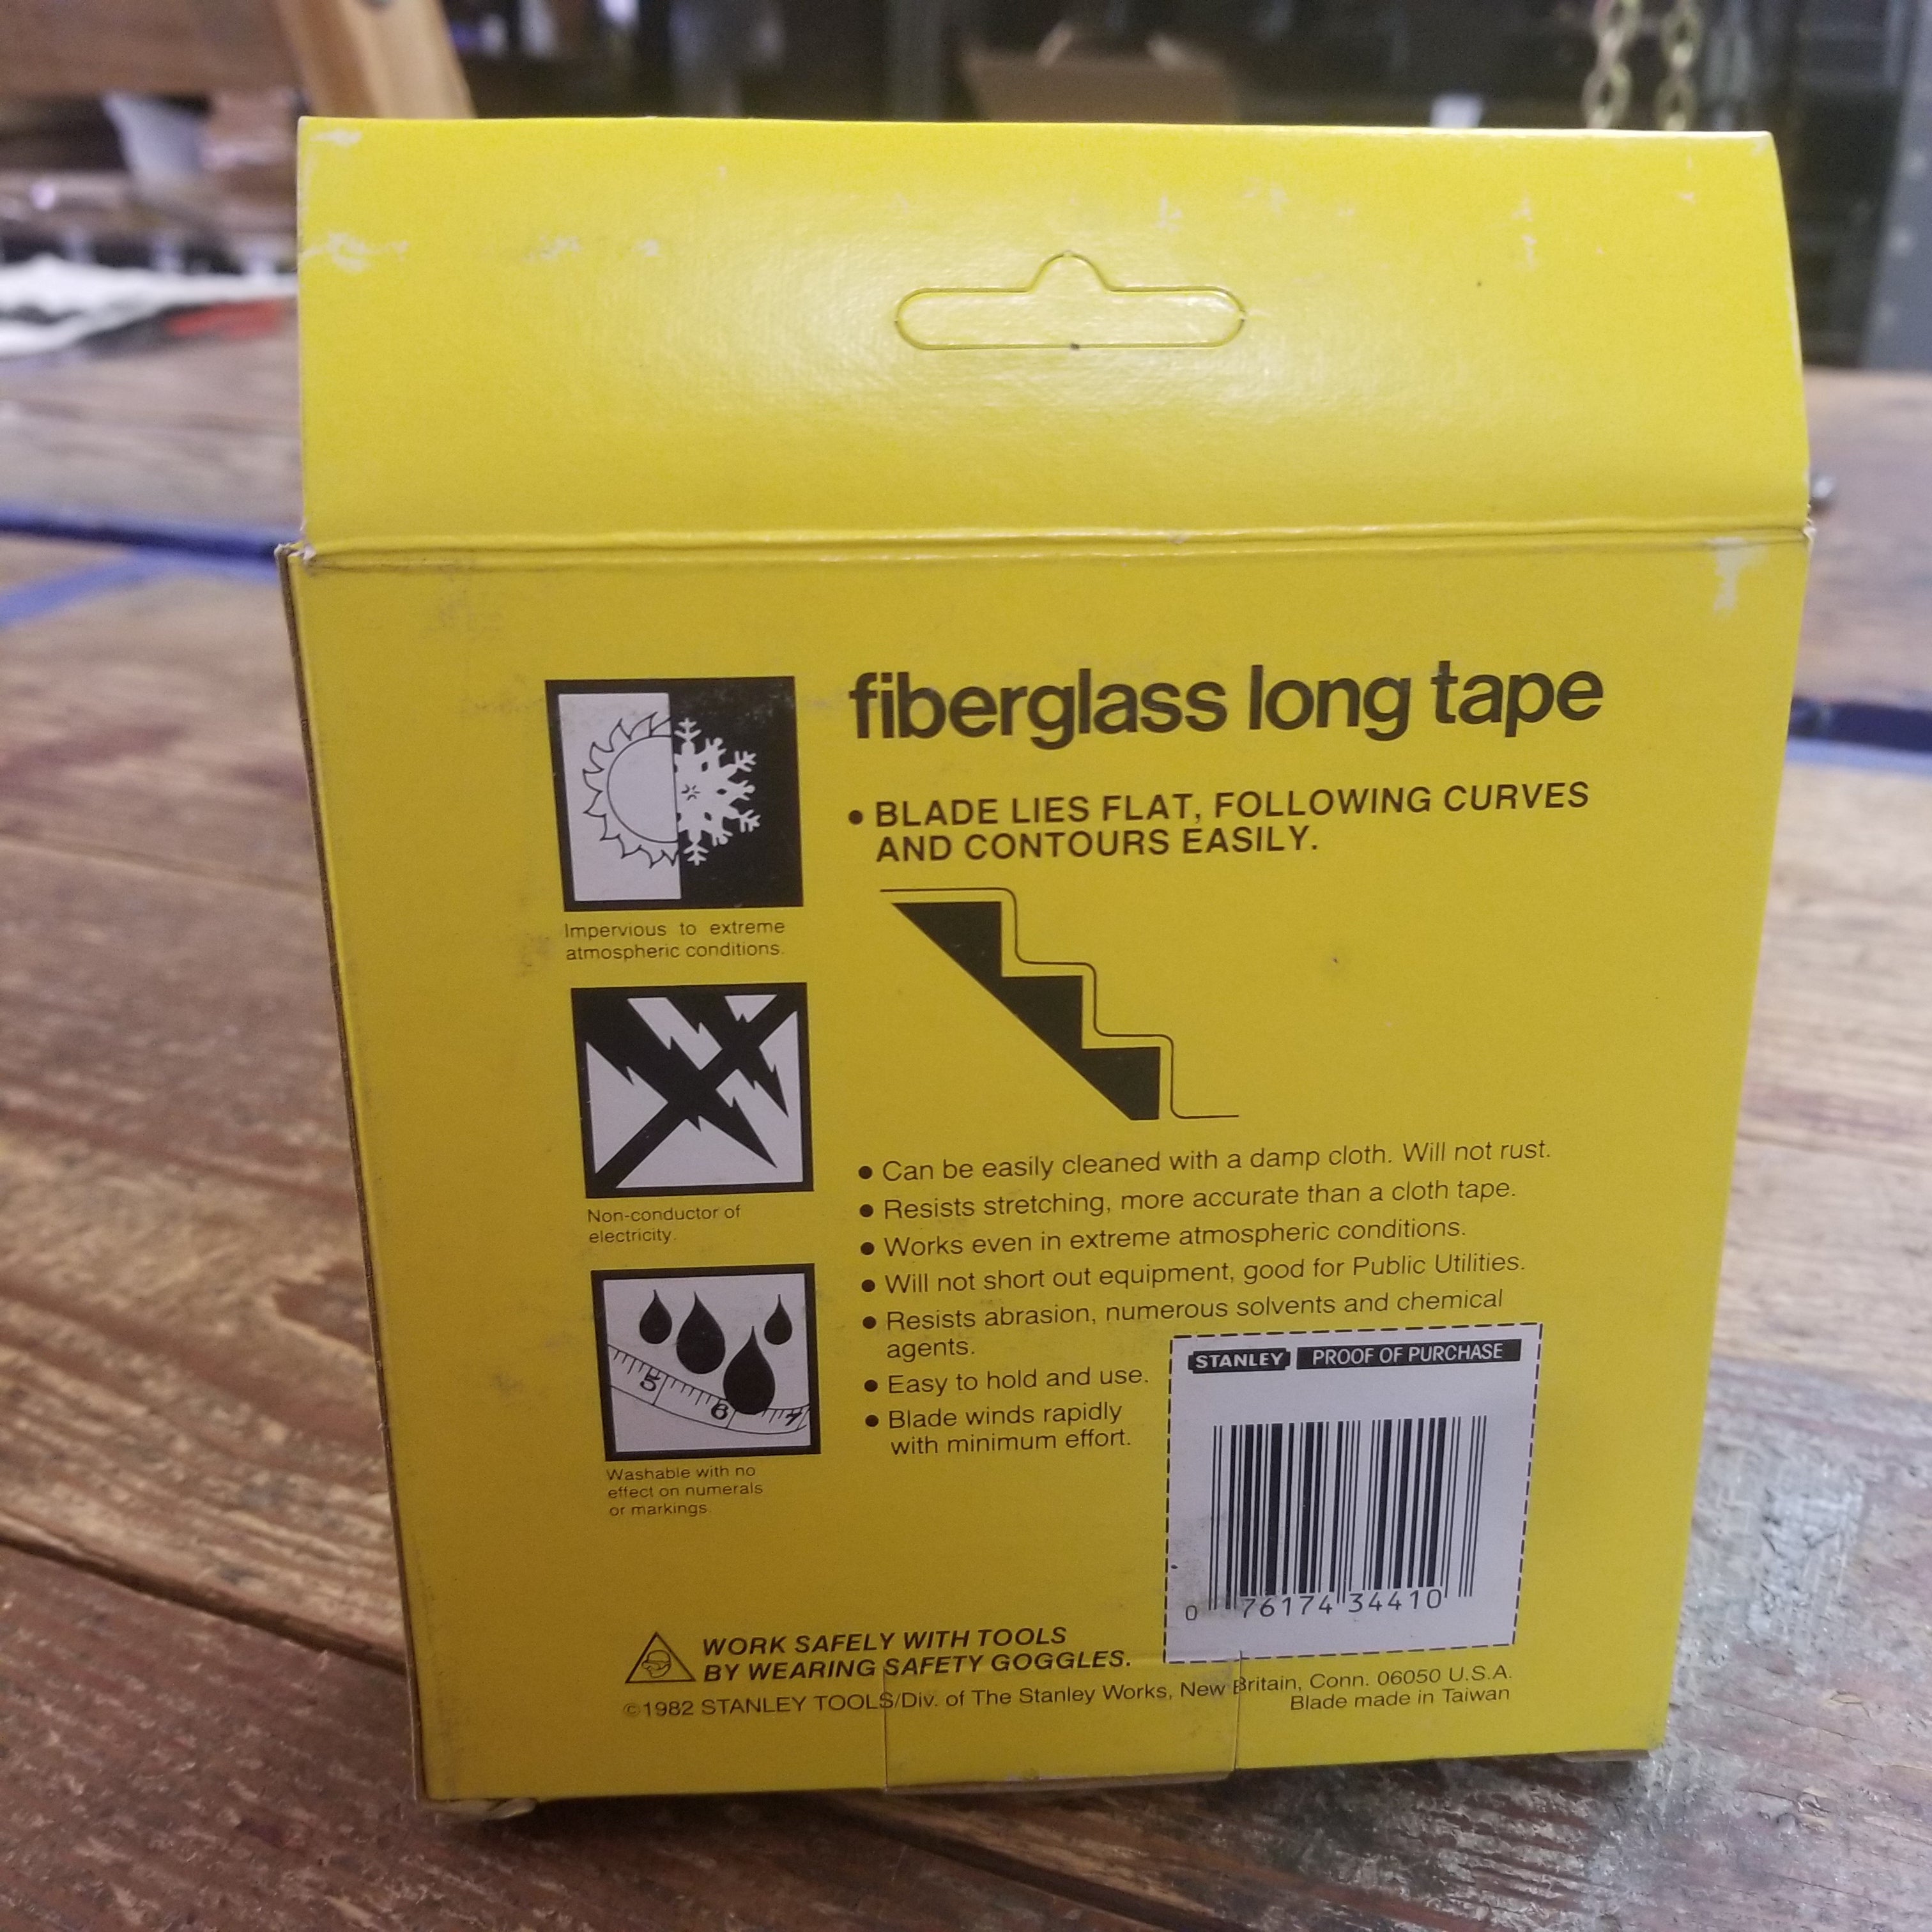 fiberglass long tape
• BLADE LIES FLAT, FOLLOWING CURVES
AND CONTOURS EASILY.
Impervious to extreme
atmospheric conditions.
Non-conductor of
electricity.
5 6 7
Washable with no
effect on numerals
or markings.
• Can be easily cleaned with a damp cloth. Will not rust.
• Resists stretching, more accurate than a cloth tape.
• Works even in extreme atmospheric conditions.
• Will not short out equipment, good for Public Utilities.
• Resists abrasion, numerous solvents and chemical
agents.
• Easy to hold and use.
• Blade winds rapidly
with minimum effort.
STANLEY PROOF OF PURCHASE
0 76174 34410
WORK SAFELY WITH TOOLS
BY WEARING SAFETY GOGGLES.
©1982 STANLEY TOOLS/Div. of The Stanley Works, New Britain, Conn. 06050 U.S.A.
Blade made in Taiwan